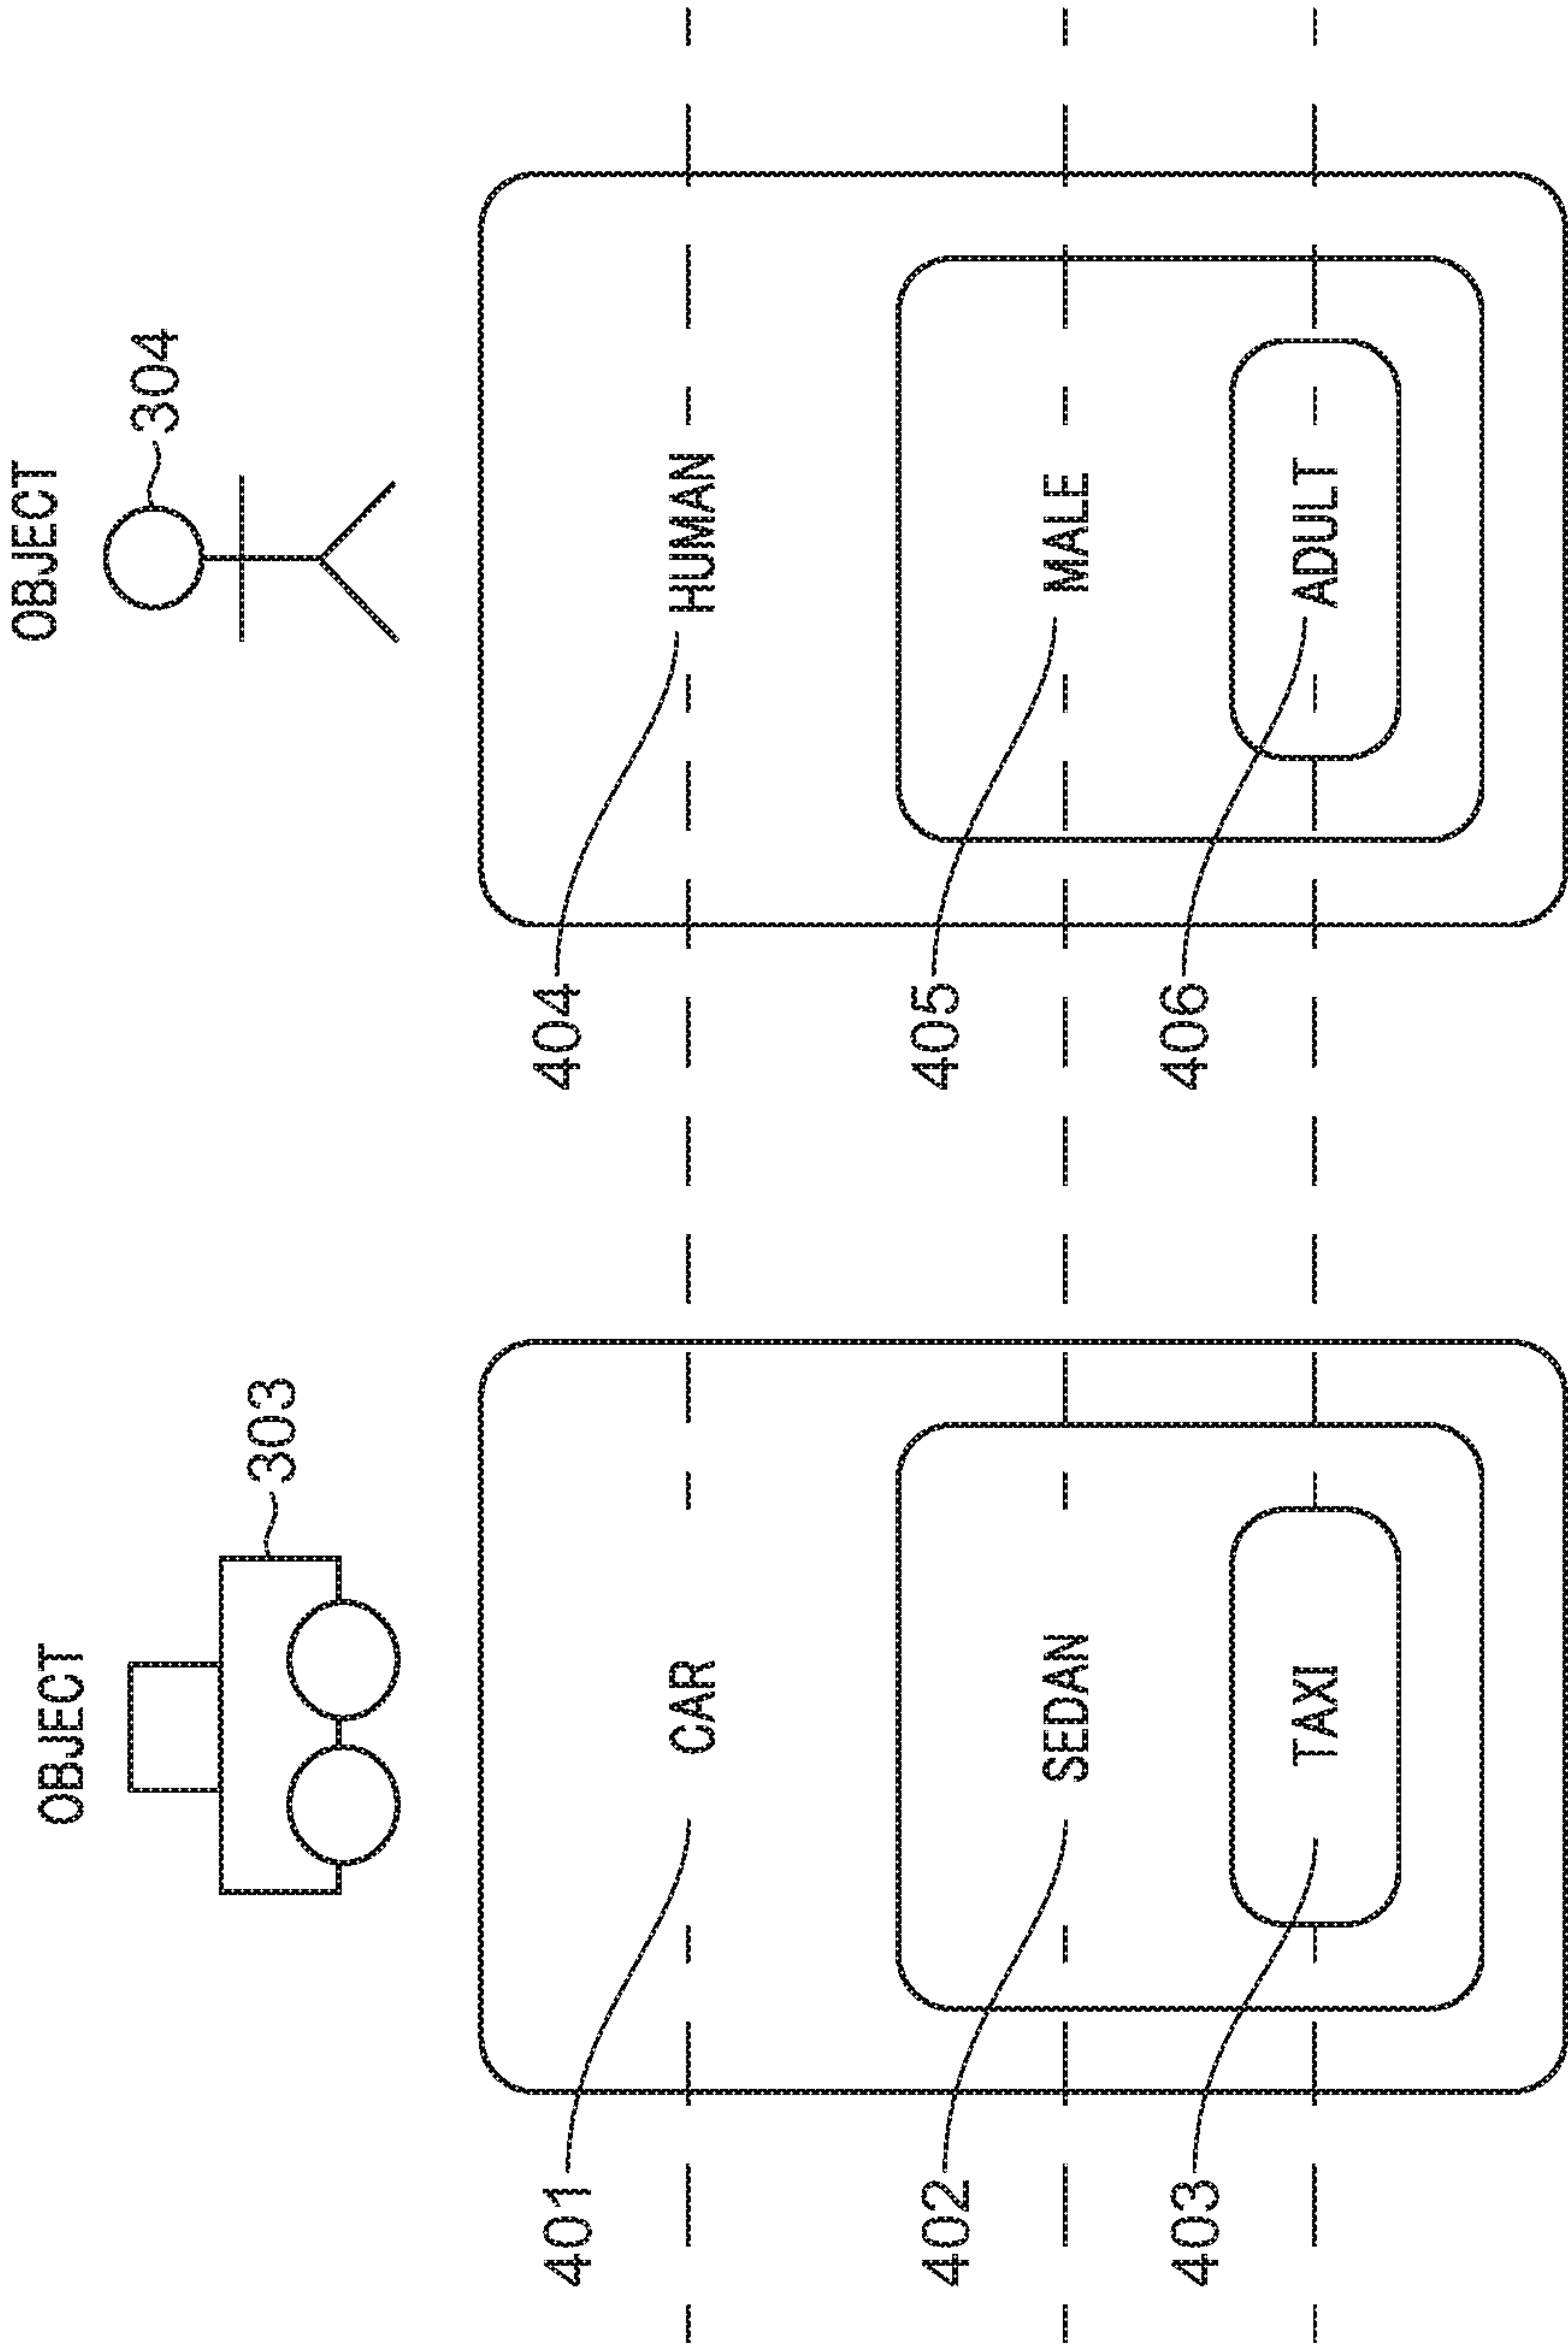 OBJECT
303
OBJECT
304
401
CAR
404
HUMAN
402
SEDAN
405
MALE
403
TAXI
406
ADULT